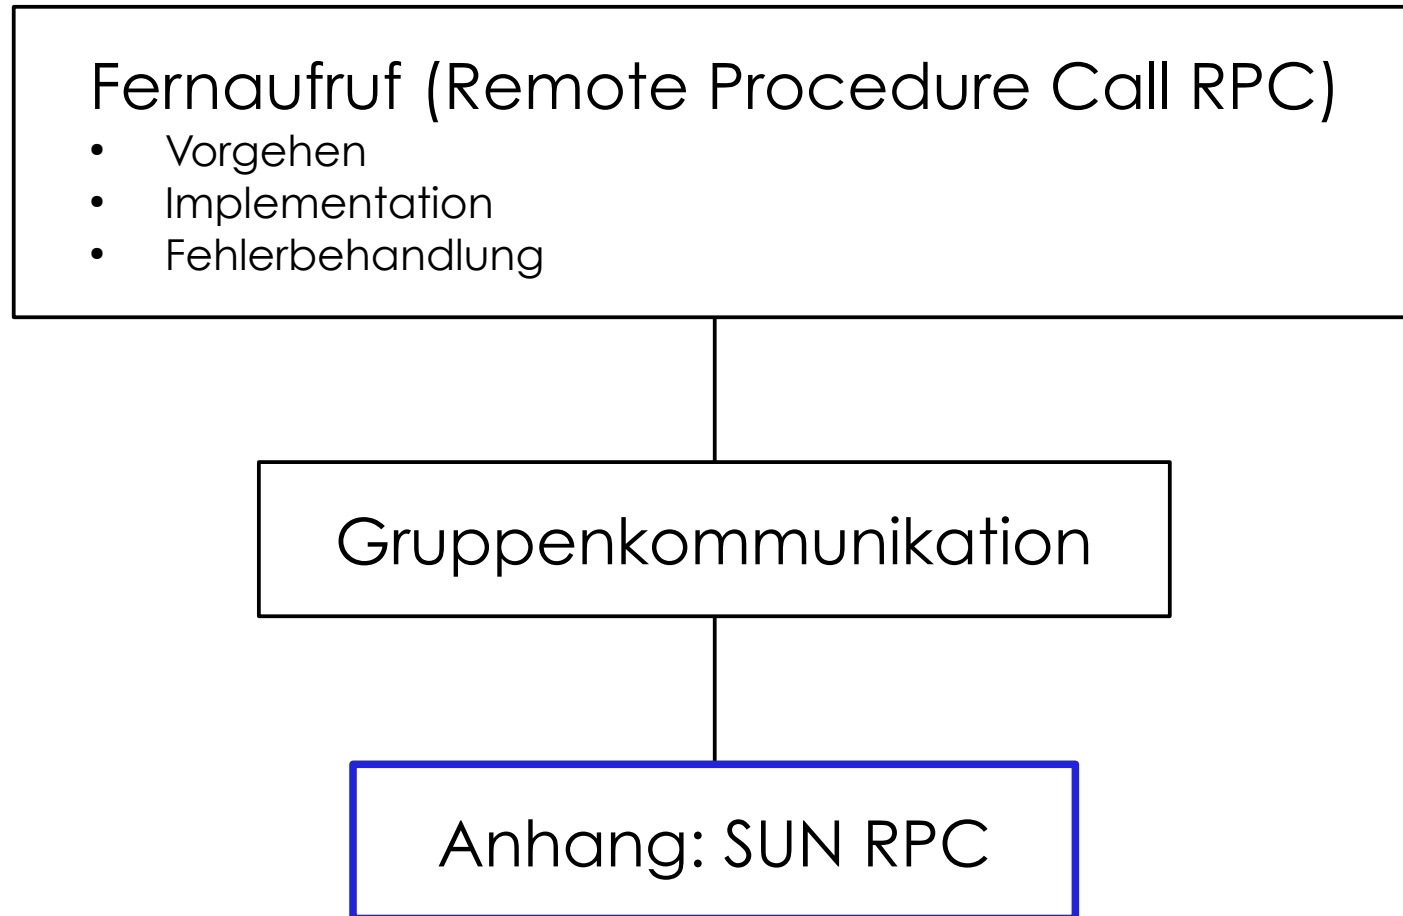 Fernaufruf (Remote Procedure Call RPC)
• Vorgehen
• Implementation
• Fehlerbehandlung
Gruppenkommunikation
Anhang: SUN RPC